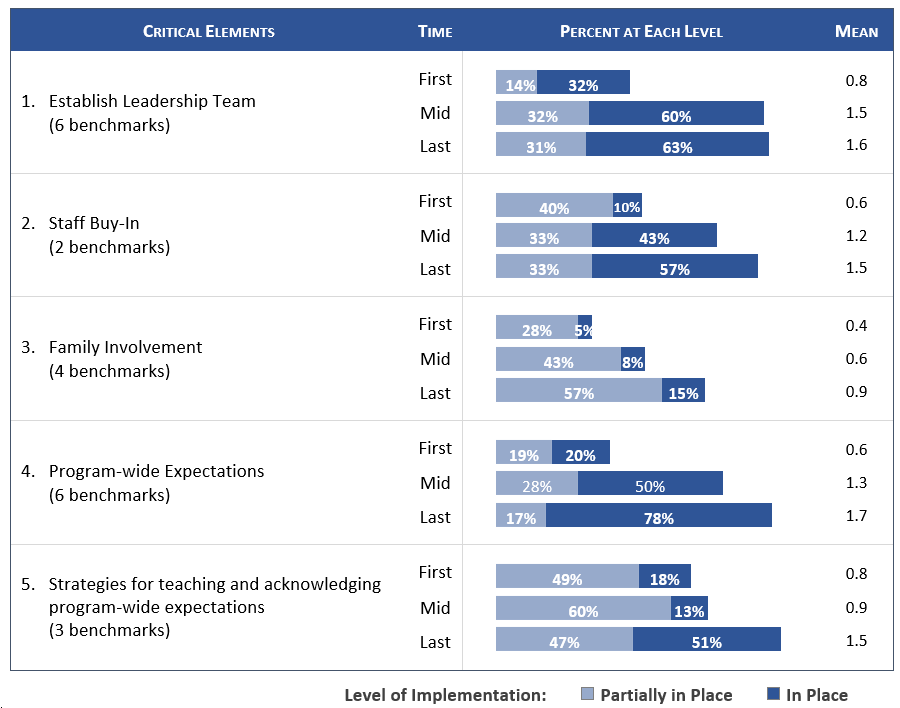 CRITICAL ELEMENTS TIME PERCENT AT EACH LEVEL MEAN
First 14% 32% 0.8
1. Establish Leadership Team
(6 benchmarks)
Mid 32% 60% 1.5
Last 31% 63% 1.6
First 40% 10% 0.6
2. Staff Buy-In
(2 benchmarks)
Mid 33% 43% 1.2
Last 33% 57% 1.5
First 28% 5% 0.4
3. Family Involvement
(4 benchmarks)
Mid 43% 8% 0.6
Last 57% 15% 0.9
First 19% 20% 0.6
4. Program-wide Expectations
(6 benchmarks)
Mid 28% 50% 1.3
Last 17% 78% 1.7
First 49% 18% 0.8
5. Strategies for teaching and acknowledging
program-wide expectations
(3 benchmarks)
Mid 60% 13% 0.9
Last 47% 51% 1.5
Level of Implementation: Partially in Place In Place